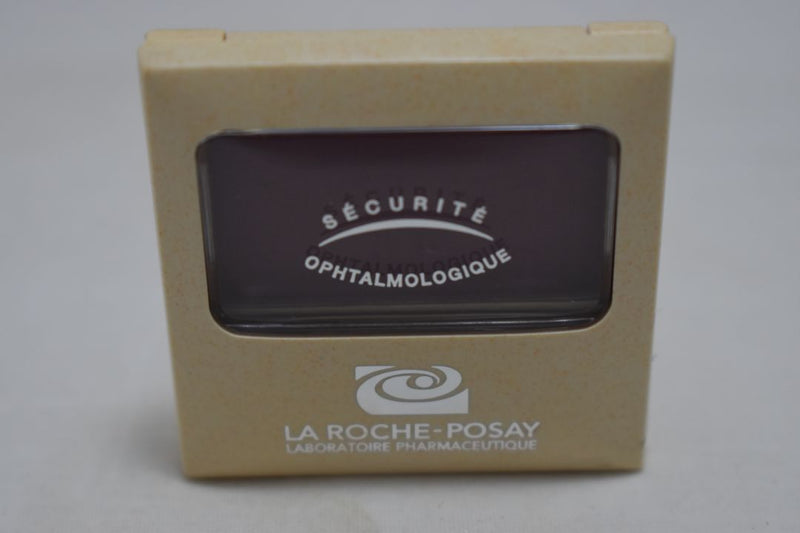 SÉCURITÉ
OPHTALMOLOGIQUE
LA ROCHE-POSAY
LABORATOIRE PHARMACEUTIQUE